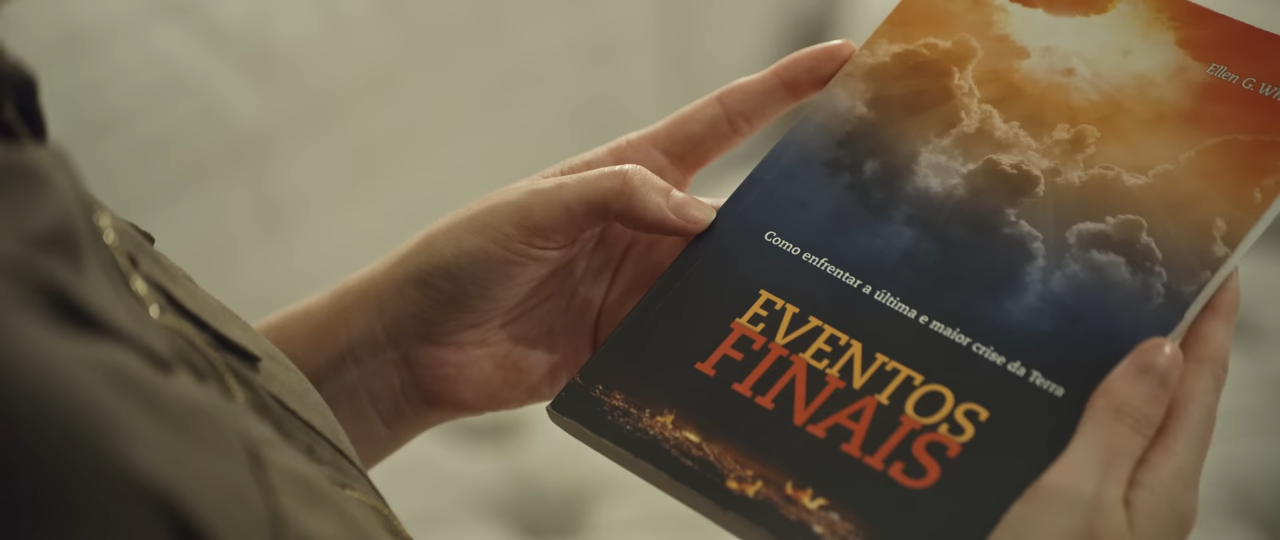 Ellen G.
Como enfrentar a última e maior crise da Terra
EVENTOS
FINAIS